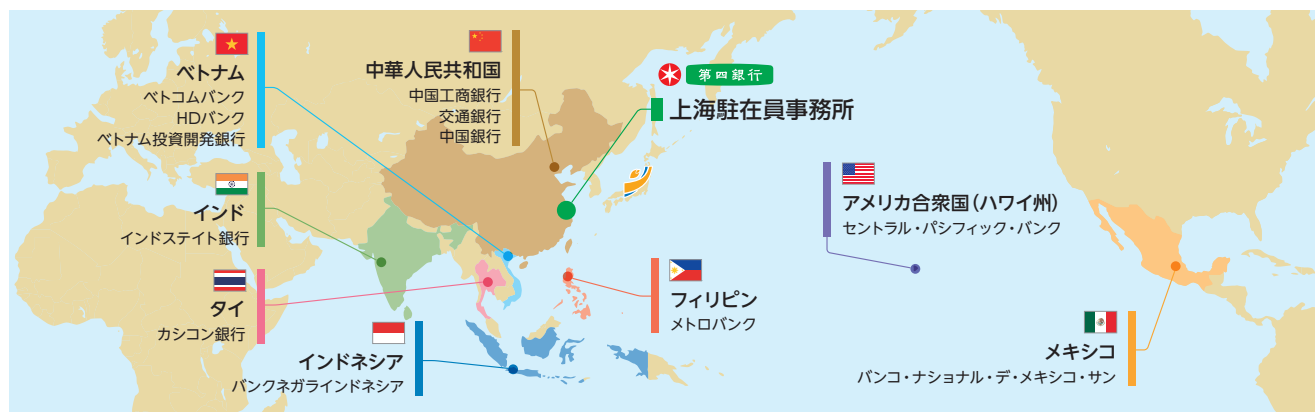 ベトナム
ベトコムバンク
HDバンク
ベトナム投資開発銀行
中華人民共和国
中国工商銀行
交通銀行
中国銀行
第四銀行
上海駐在員事務所
インド
インドステイト銀行
タイ
カシコン銀行
インドネシア
バンクネガラインドネシア
フィリピン
メトロバンク
アメリカ合衆国(ハワイ州)
セントラル・パシフィック・バンク
メキシコ
バンコ・ナショナル・デ・メキシコ・サン